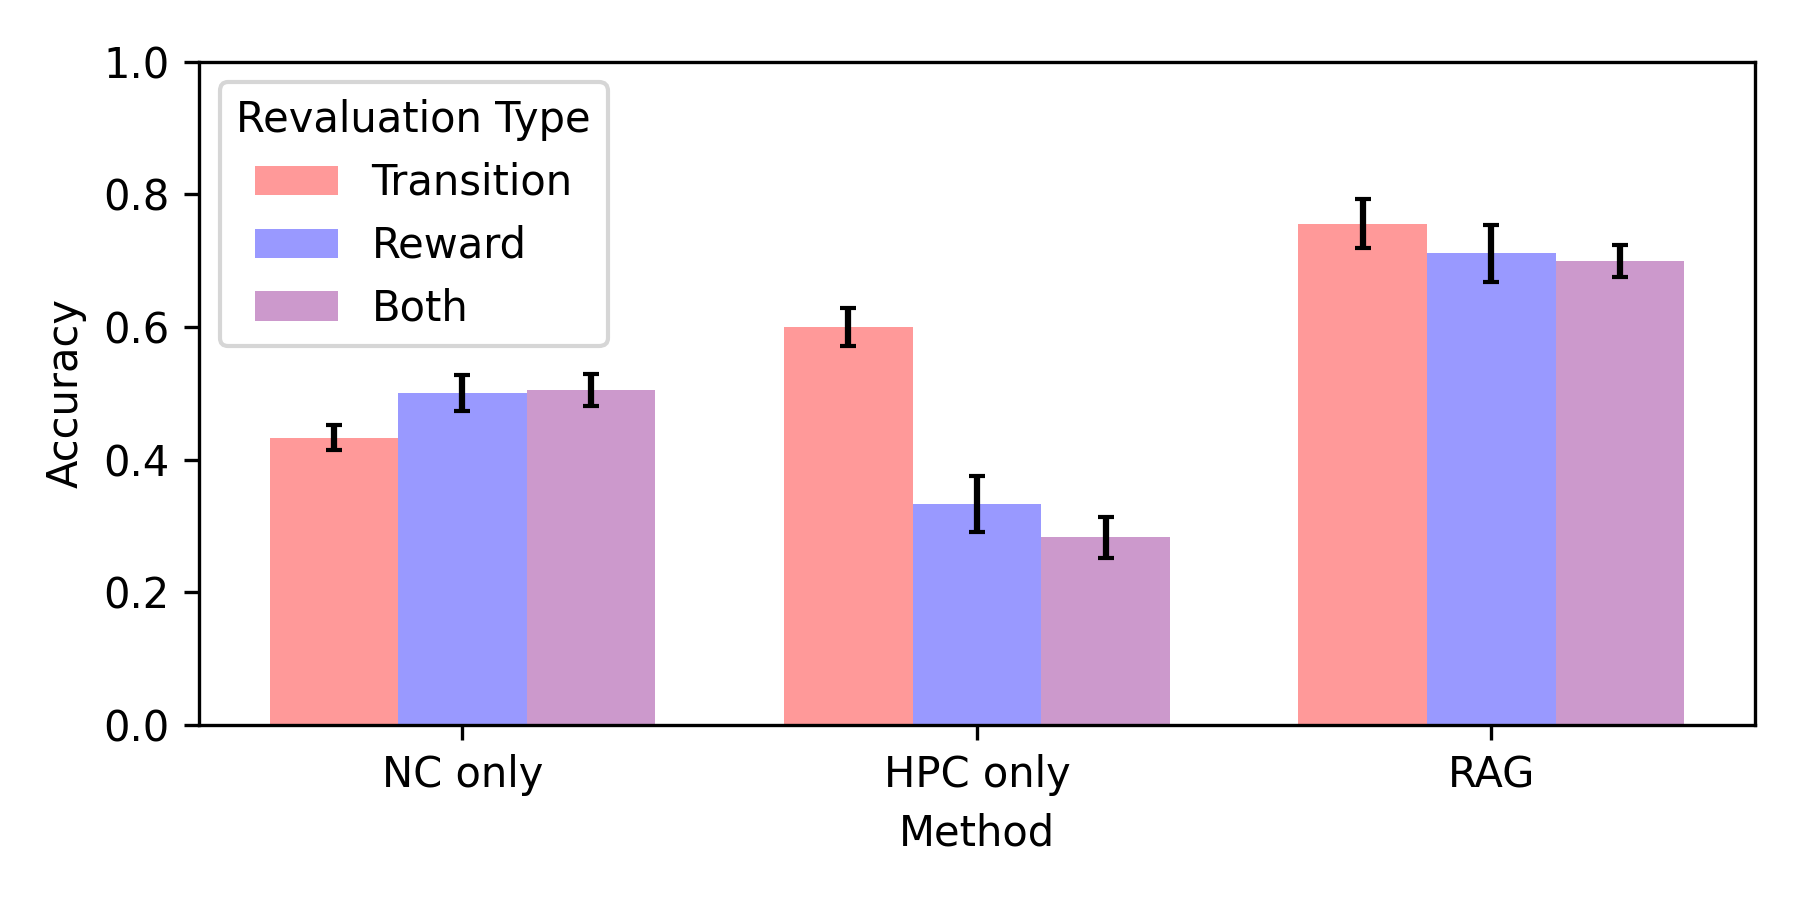 1.0
0.8
0.6
0.4
0.2
0.0
Accuracy
Revaluation Type
Transition
Reward
Both
NC only
HPC only
RAG
Method